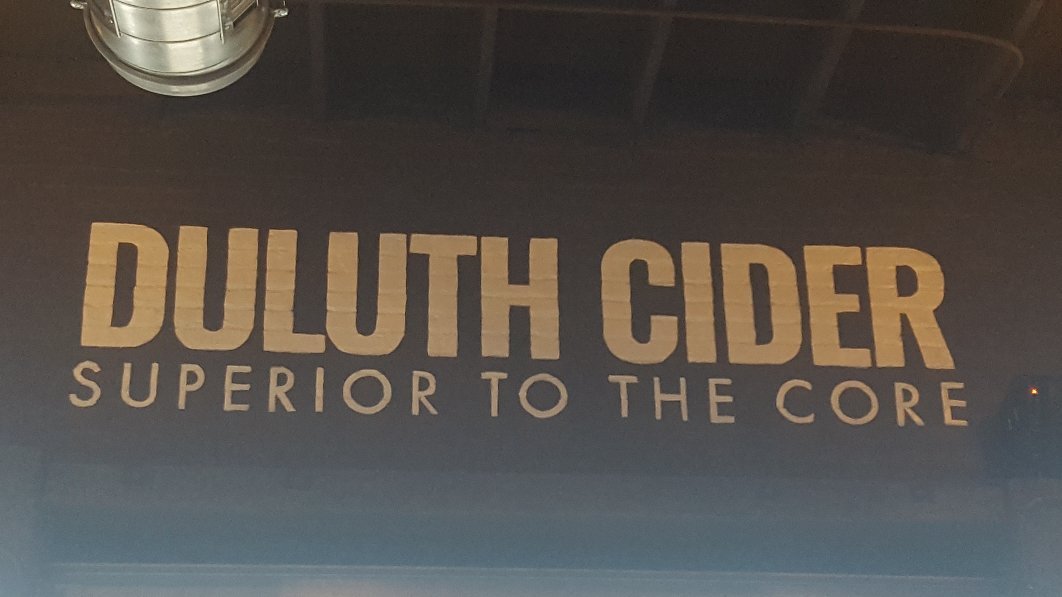 DULUTH CIDER
SUPERIOR TO THE CORE